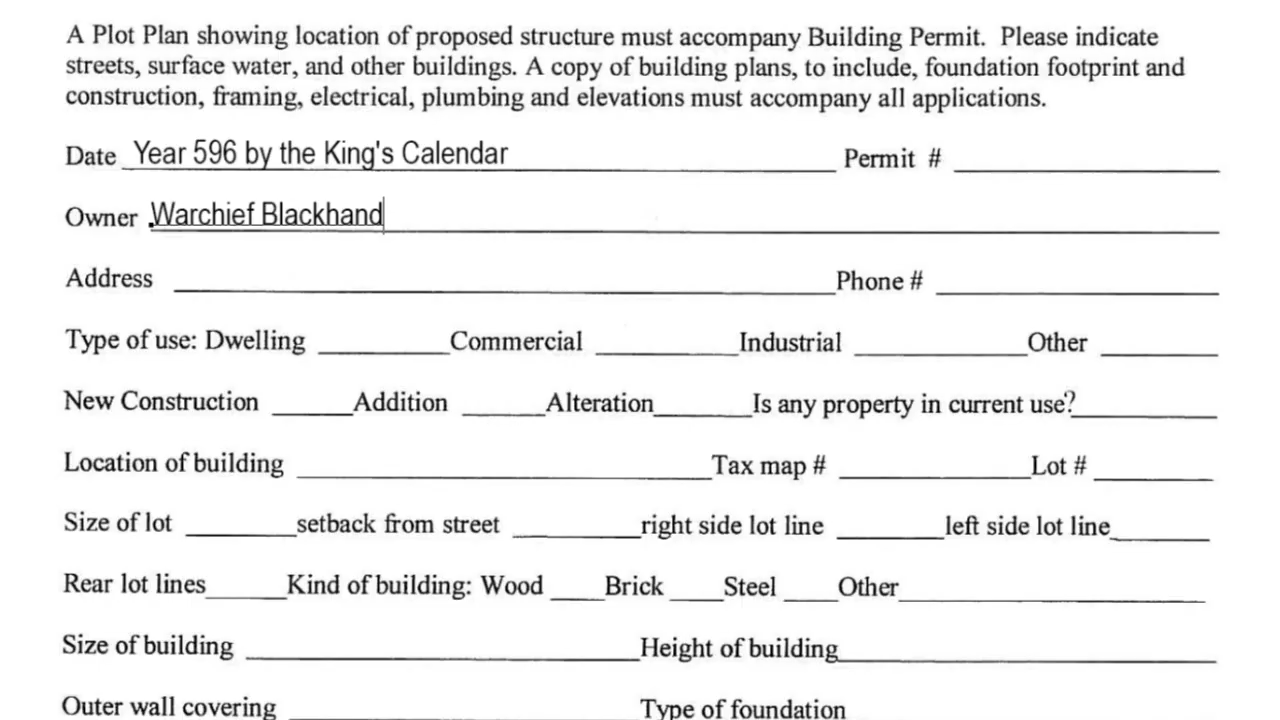 A Plot Plan showing location of proposed structure must accompany Building Permit. Please indicate
streets, surface water, and other buildings. A copy of building plans, to include, foundation footprint and
construction, framing, electrical, plumbing and elevations must accompany all applications.
Date Year 596 by the King's Calendar Permit #
Owner Warchief Blackhand
Address Phone #
Type of use: Dwelling Commercial Industrial Other
New Construction Addition Alteration Is any property in current use?
Location of building Tax map # Lot #
Size of lot setback from street right side lot line left side lot line
Rear lot lines Kind of building: Wood Brick Steel Other
Size of building Height of building
Outer wall covering Type of foundation